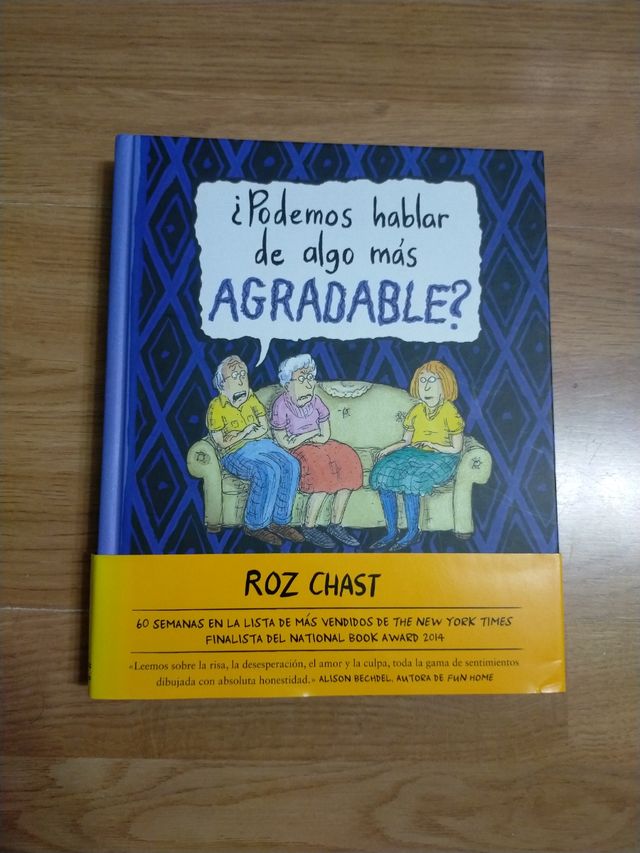 ¿Podemos hablar
de algo más
AGRADABLE?
ROZ CHAST
60 SEMANAS EN LA LISTA DE MÁS VENDIDOS DE THE NEW YORK TIMES
FINALISTA DEL NATIONAL BOOK AWARD 2014
«Leemos sobre la risa, la desesperación, el amor y la culpa, toda la gama de sentimientos
dibujada con absoluta honestidad.» ALISON BECHDEL, AUTORA DE FUN HOME